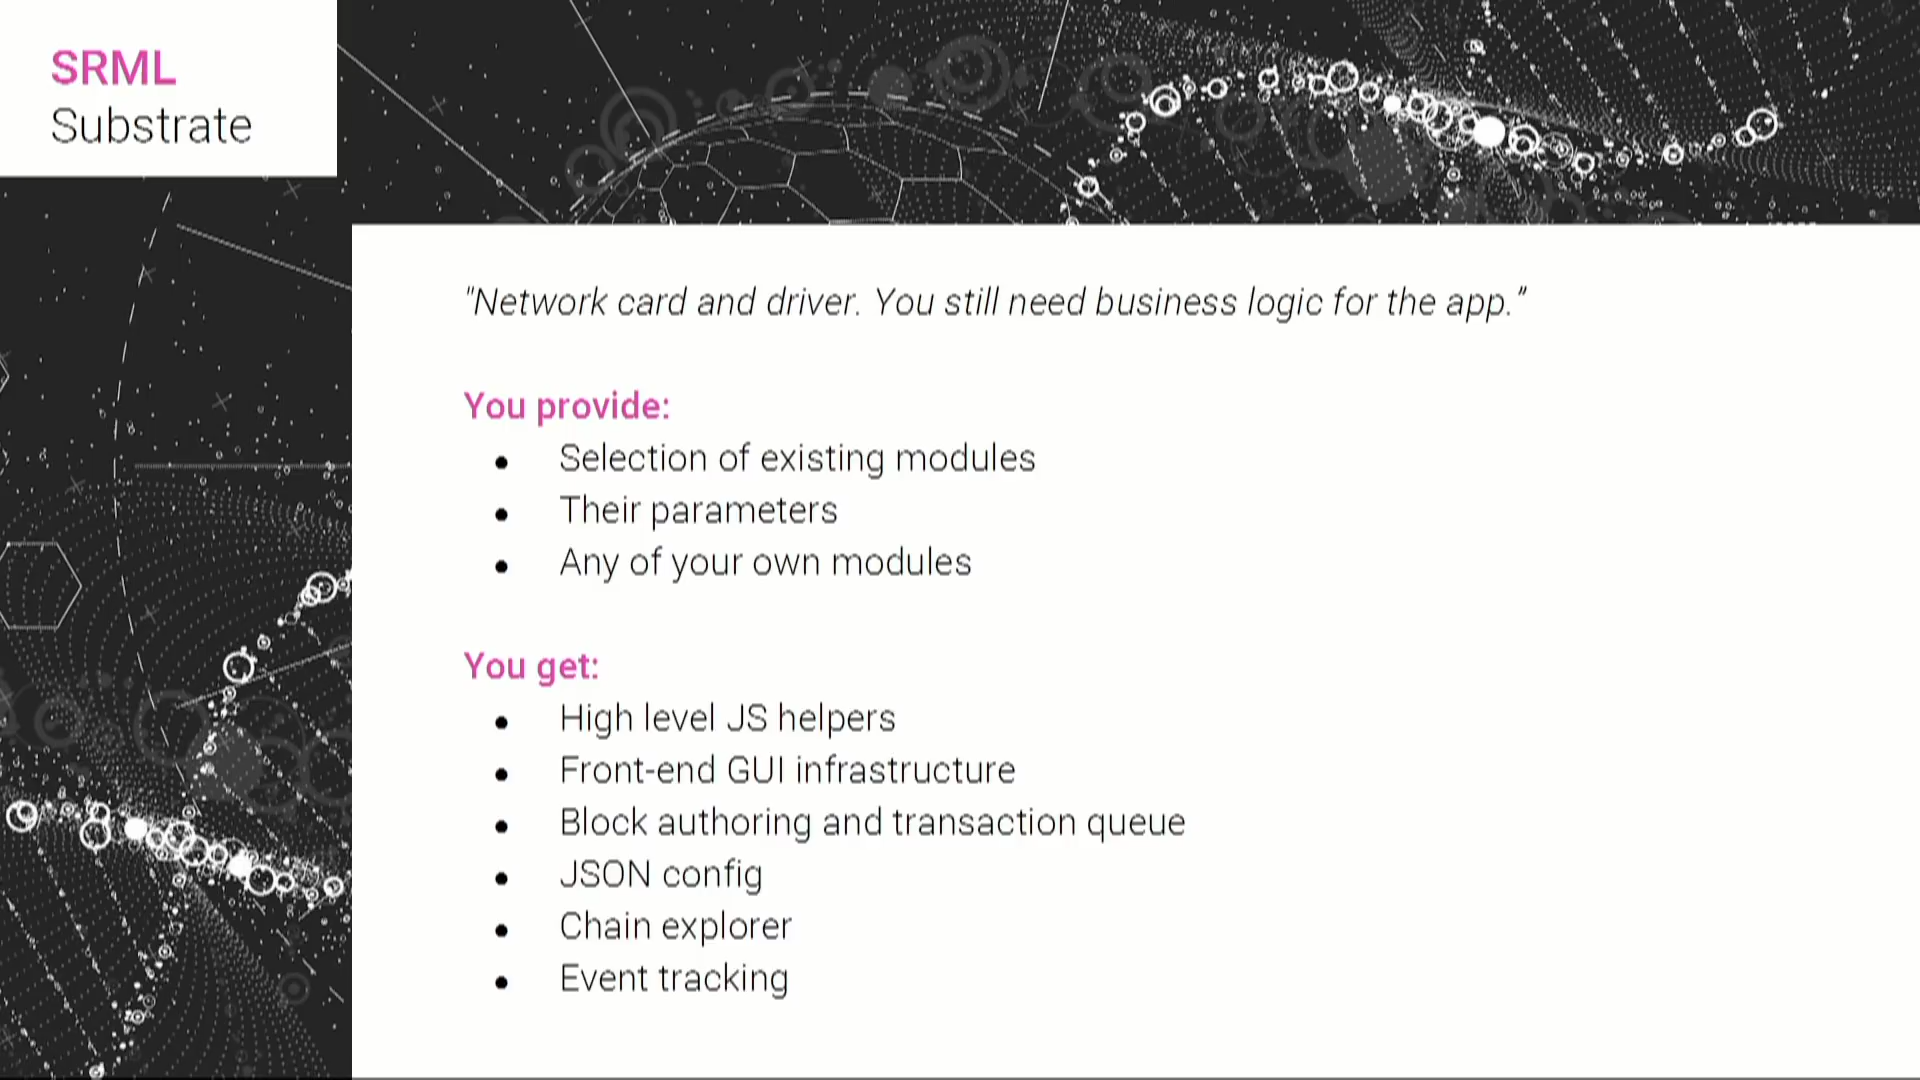 SRML
Substrate
"Network card and driver. You still need business logic for the app."
You provide:
● Selection of existing modules
● Their parameters
● Any of your own modules
You get:
● High level JS helpers
● Front-end GUI infrastructure
● Block authoring and transaction queue
● JSON config
● Chain explorer
● Event tracking